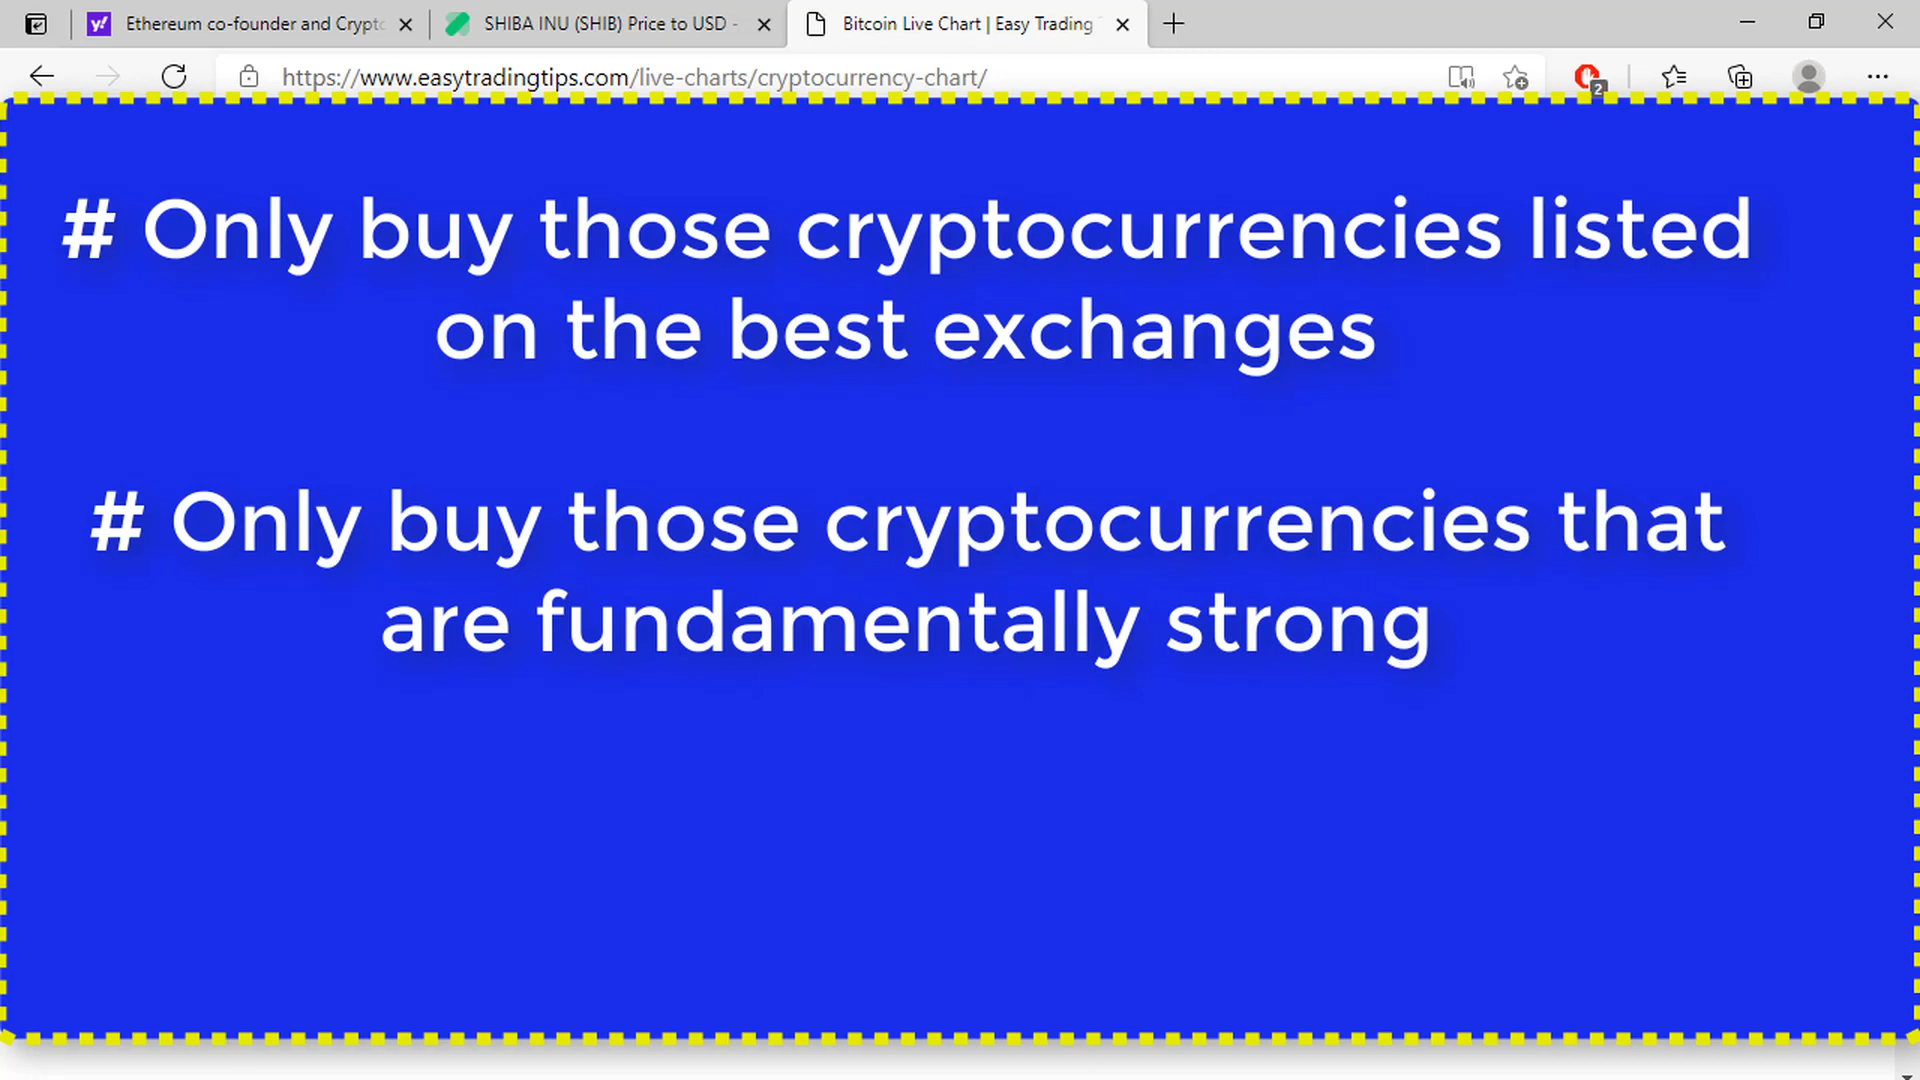 Ethereum co-founder and Crypto
SHIBA INU (SHIB) Price to USD -
Bitcoin Live Chart | Easy Trading
https://www.easytradingtips.com/live-charts/cryptocurrency-chart/
2
# Only buy those cryptocurrencies listed
on the best exchanges
# Only buy those cryptocurrencies that
are fundamentally strong